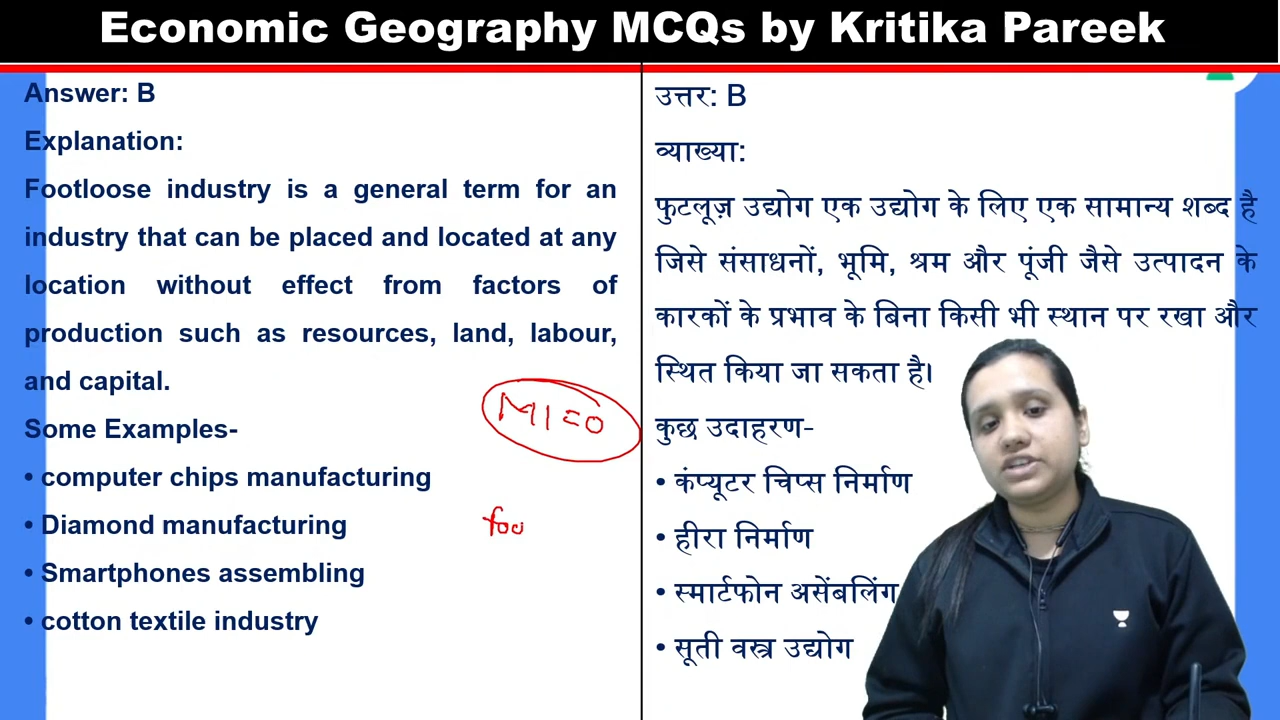 Economic Geography MCQs by Kritika Pareek
Answer: B
Explanation:
Footloose industry is a general term for an
industry that can be placed and located at any
location without effect from factors of
production such as resources, land, labour,
and capital.
Some Examples-
• computer chips manufacturing
• Diamond manufacturing
• Smartphones assembling
• cotton textile industry
foo
उत्तर: B
व्याख्या:
फुटलूज़ उद्योग एक उद्योग के लिए एक सामान्य शब्द है
जिसे संसाधनों, भूमि, श्रम और पूंजी जैसे उत्पादन के
कारकों के प्रभाव के बिना किसी भी स्थान पर रखा और
स्थित किया जा सकता है।
कुछ उदाहरण-
• कंप्यूटर चिप्स निर्माण
• हीरा निर्माण
• स्मार्टफोन असेंबलिंग
• सूती वस्त्र उद्योग